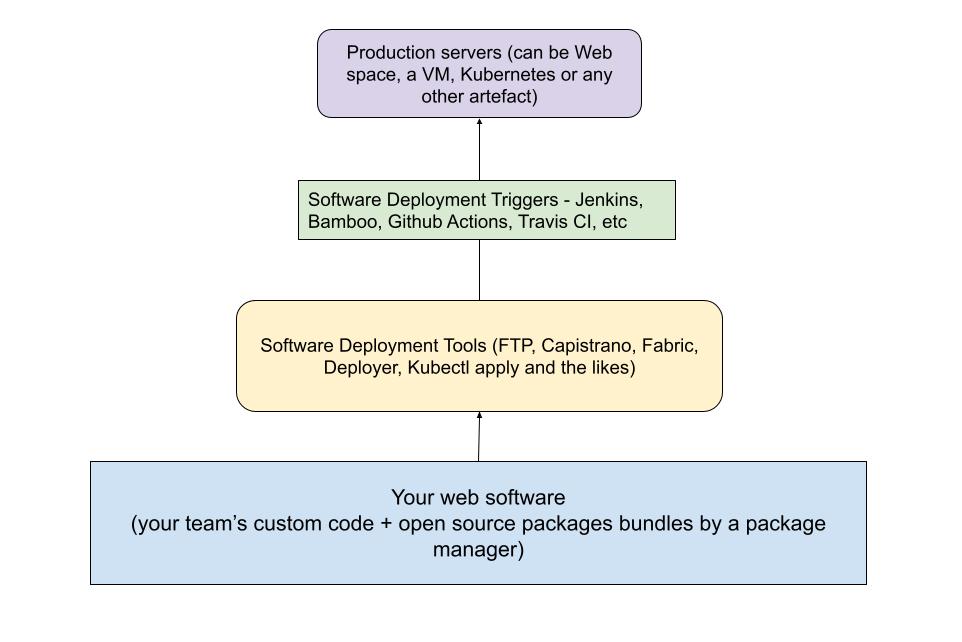 Production servers (can be Web
space, a VM, Kubernetes or any
other artefact)
Software Deployment Triggers - Jenkins,
Bamboo, Github Actions, Travis CI, etc
Software Deployment Tools (FTP, Capistrano, Fabric,
Deployer, Kubectl apply and the likes)
Your web software
(your team’s custom code + open source packages bundles by a package
manager)